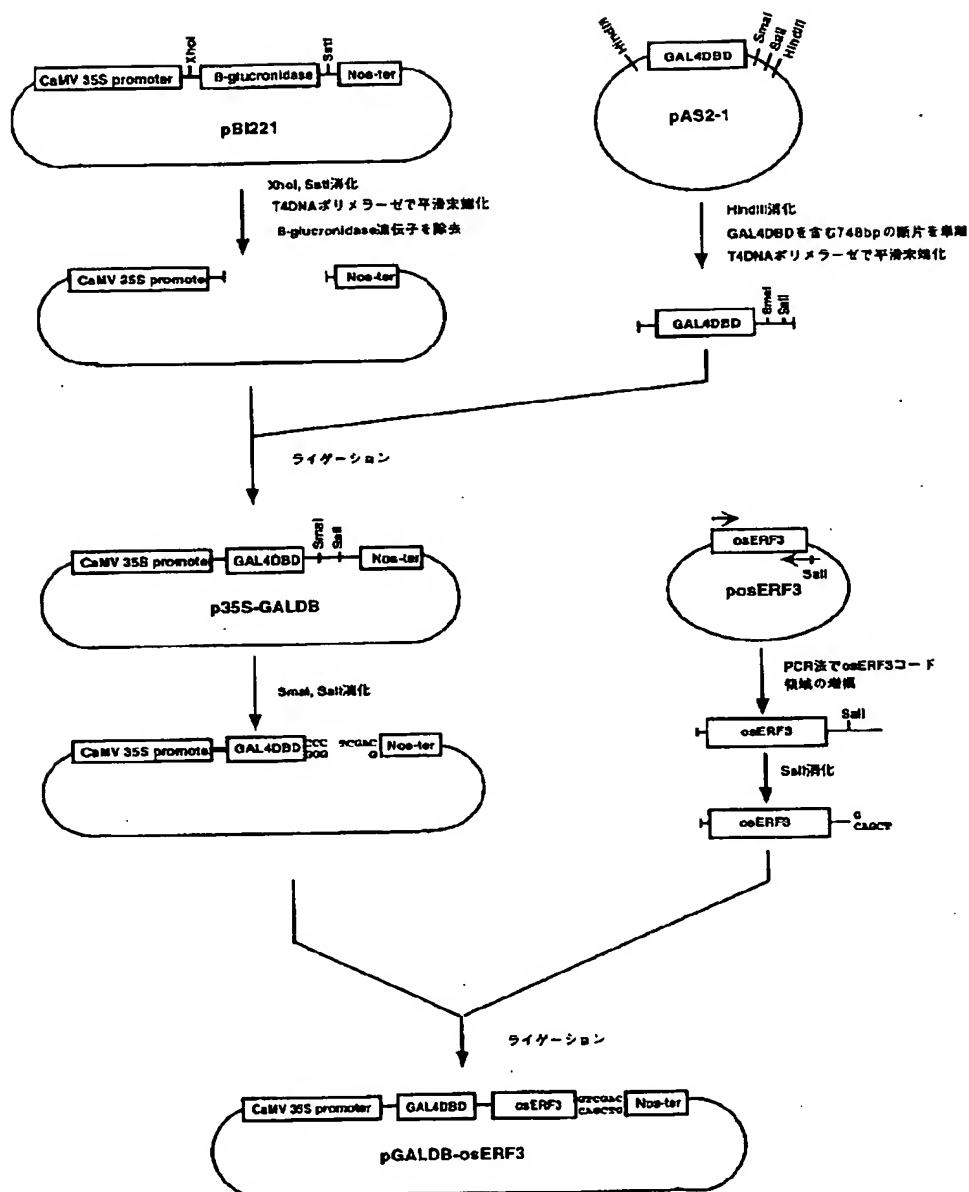 XhoI
SstI
CaMV 35S promoter
B-glucronidase
Nos-ter
pBI221
HindIII
GAL4DBD
SmaI
SalI
HindIII
pAS2-1
XhoI, SstI消化
T4DNAポリメラーゼで平滑末端化
B-glucronidase遺伝子を除去
HindIII消化
GAL4DBDを含む748bpの断片を単離
T4DNAポリメラーゼで平滑末端化
CaMV 35S promote
Nos-ter
GAL4DBD
SmaI
SalI
ライゲーション
CaMV 35S promoter
GAL4DBD
SmaI
SalI
Nos-ter
p35S-GALDB
osERF3
SalI
posERF3
SmaI, SalI消化
PCR法でosERF3コード
領域の増幅
CaMV 35S promote
GAL4DBD
CCC
GGG
TCGAC
G
Nos-ter
osERF3
SalI
SalI消化
osERF3
G
CAGCT
ライゲーション
CaMV 35S promoter
GAL4DBD
osERF3
GTCGAC
CAGCTG
Nos-ter
pGALDB-osERF3